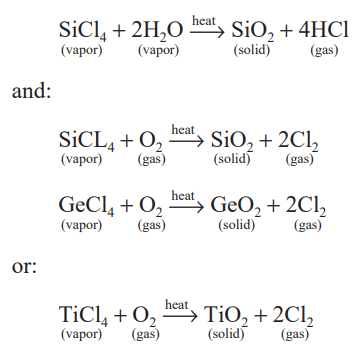 SiCl₄ + 2H₂O heat→ SiO₂ + 4HCl
(vapor) (vapor) (solid) (gas)
and:
SiCL₄ + O₂ heat→ SiO₂ + 2Cl₂
(vapor) (gas) (solid) (gas)
GeCl₄ + O₂ heat→ GeO₂ + 2Cl₂
(vapor) (gas) (solid) (gas)
or:
TiCl₄ + O₂ heat→ TiO₂ + 2Cl₂
(vapor) (gas) (solid) (gas)